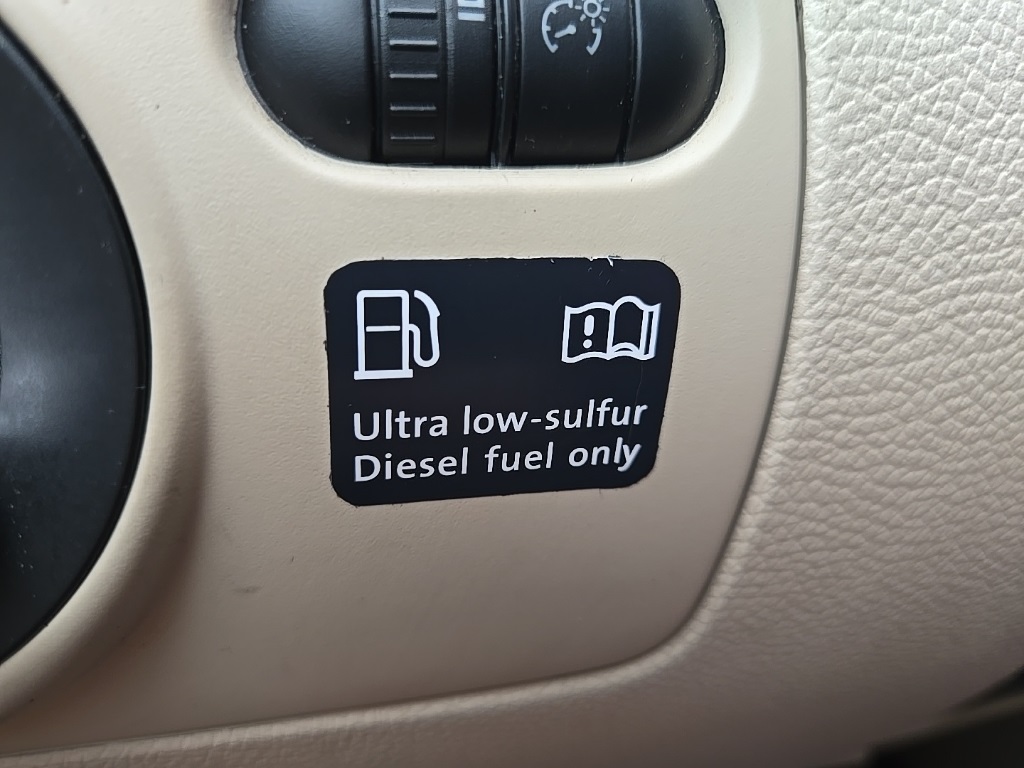 Ultra low-sulfur
Diesel fuel only